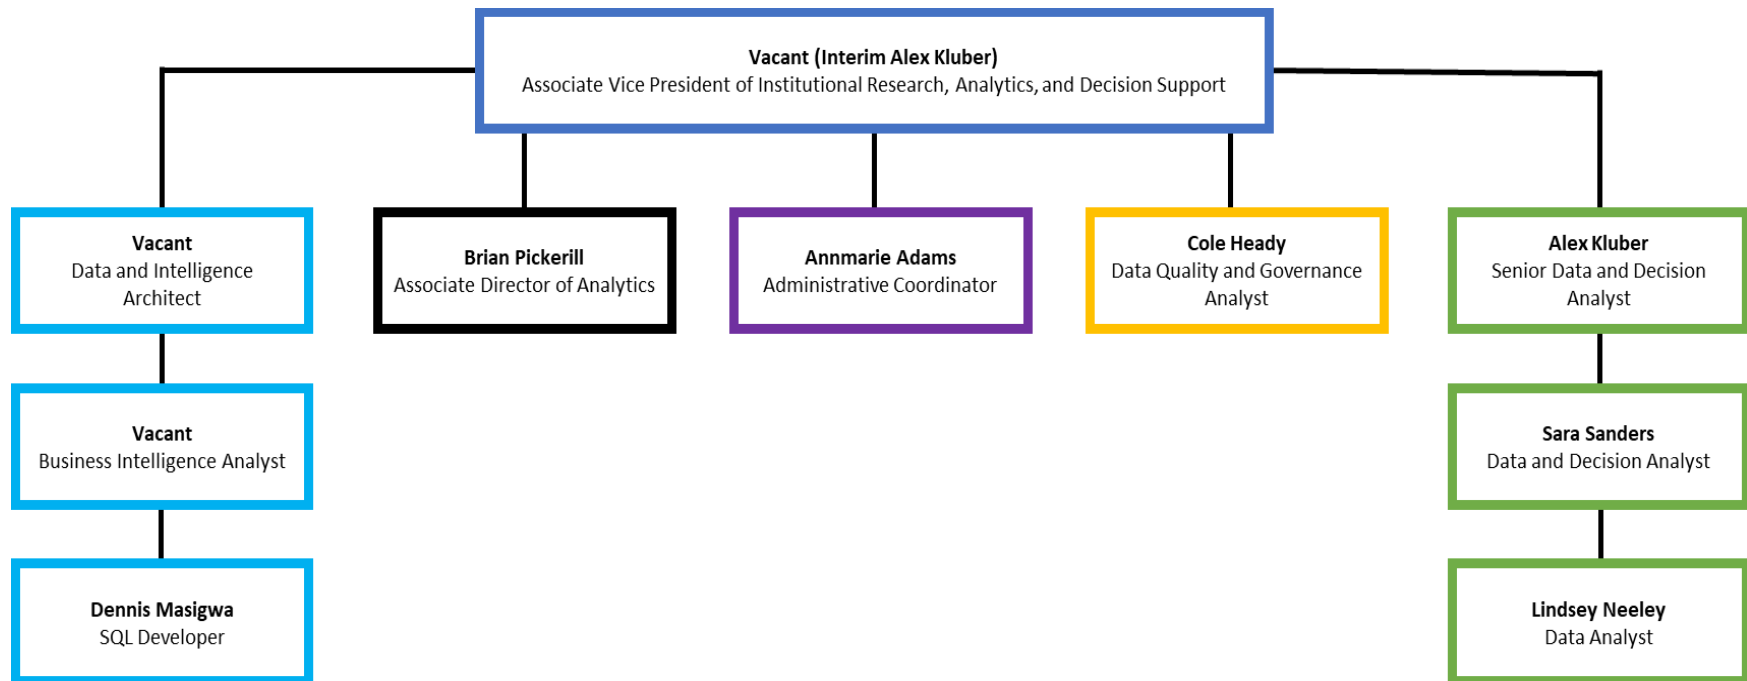 Vacant (Interim Alex Kluber)
Associate Vice President of Institutional Research, Analytics, and Decision Support
Vacant
Data and Intelligence
Architect
Brian Pickerill
Associate Director of Analytics
Annmarie Adams
Administrative Coordinator
Cole Heady
Data Quality and Governance
Analyst
Alex Kluber
Senior Data and Decision
Analyst
Vacant
Business Intelligence Analyst
Sara Sanders
Data and Decision Analyst
Dennis Masigwa
SQL Developer
Lindsey Neeley
Data Analyst